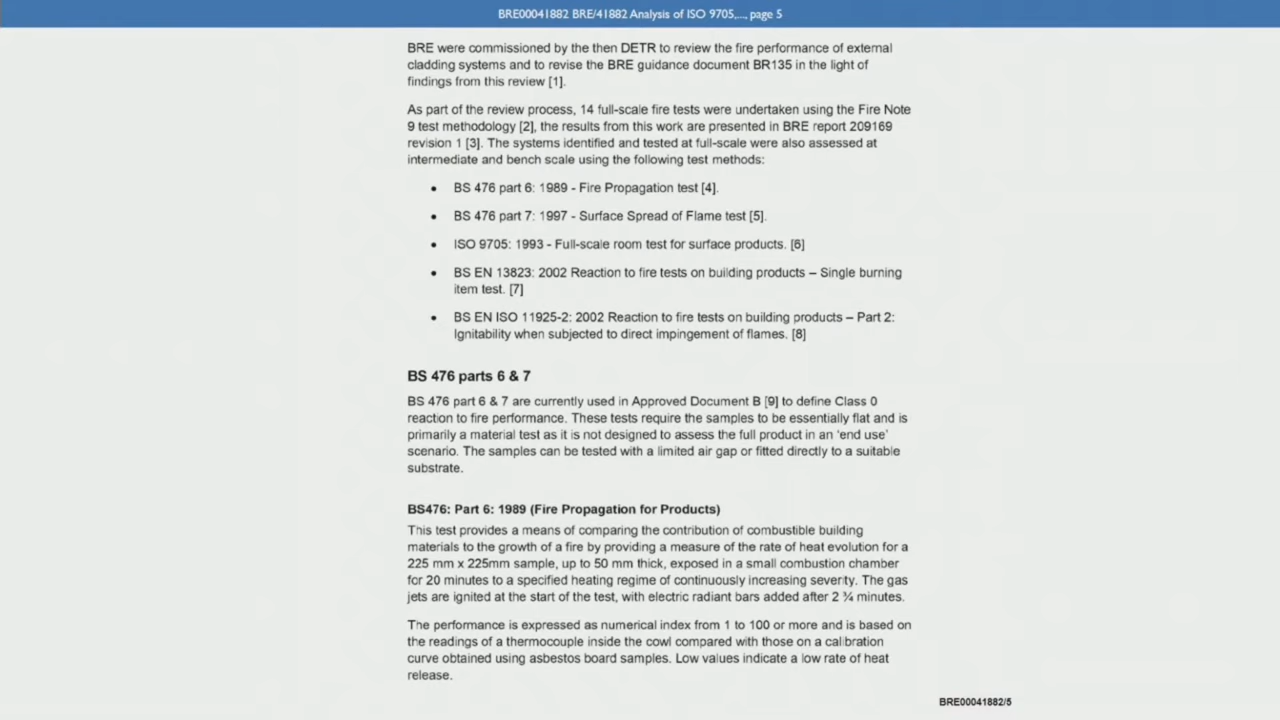 BRE00041882 BRE/41882 Analysis of ISO 9705,..., page 5
BRE were commissioned by the then DETR to review the fire performance of external
cladding systems and to revise the BRE guidance document BR135 in the light of
findings from this review [1].
As part of the review process, 14 full-scale fire tests were undertaken using the Fire Note
9 test methodology [2], the results from this work are presented in BRE report 209169
revision 1 [3]. The systems identified and tested at full-scale were also assessed at
intermediate and bench scale using the following test methods:
• BS 476 part 6: 1989 - Fire Propagation test [4].
• BS 476 part 7: 1997 - Surface Spread of Flame test [5].
• ISO 9705: 1993 - Full-scale room test for surface products. [6]
• BS EN 13823: 2002 Reaction to fire tests on building products – Single burning
item test. [7]
• BS EN ISO 11925-2: 2002 Reaction to fire tests on building products – Part 2:
Ignitability when subjected to direct impingement of flames. [8]
BS 476 parts 6 & 7
BS 476 part 6 & 7 are currently used in Approved Document B [9] to define Class 0
reaction to fire performance. These tests require the samples to be essentially flat and is
primarily a material test as it is not designed to assess the full product in an 'end use'
scenario. The samples can be tested with a limited air gap or fitted directly to a suitable
substrate.
BS476: Part 6: 1989 (Fire Propagation for Products)
This test provides a means of comparing the contribution of combustible building
materials to the growth of a fire by providing a measure of the rate of heat evolution for a
225 mm x 225mm sample, up to 50 mm thick, exposed in a small combustion chamber
for 20 minutes to a specified heating regime of continuously increasing severity. The gas
jets are ignited at the start of the test, with electric radiant bars added after 2 ¾ minutes.
The performance is expressed as numerical index from 1 to 100 or more and is based on
the readings of a thermocouple inside the cowl compared with those on a calibration
curve obtained using asbestos board samples. Low values indicate a low rate of heat
release.
BRE00041882/5